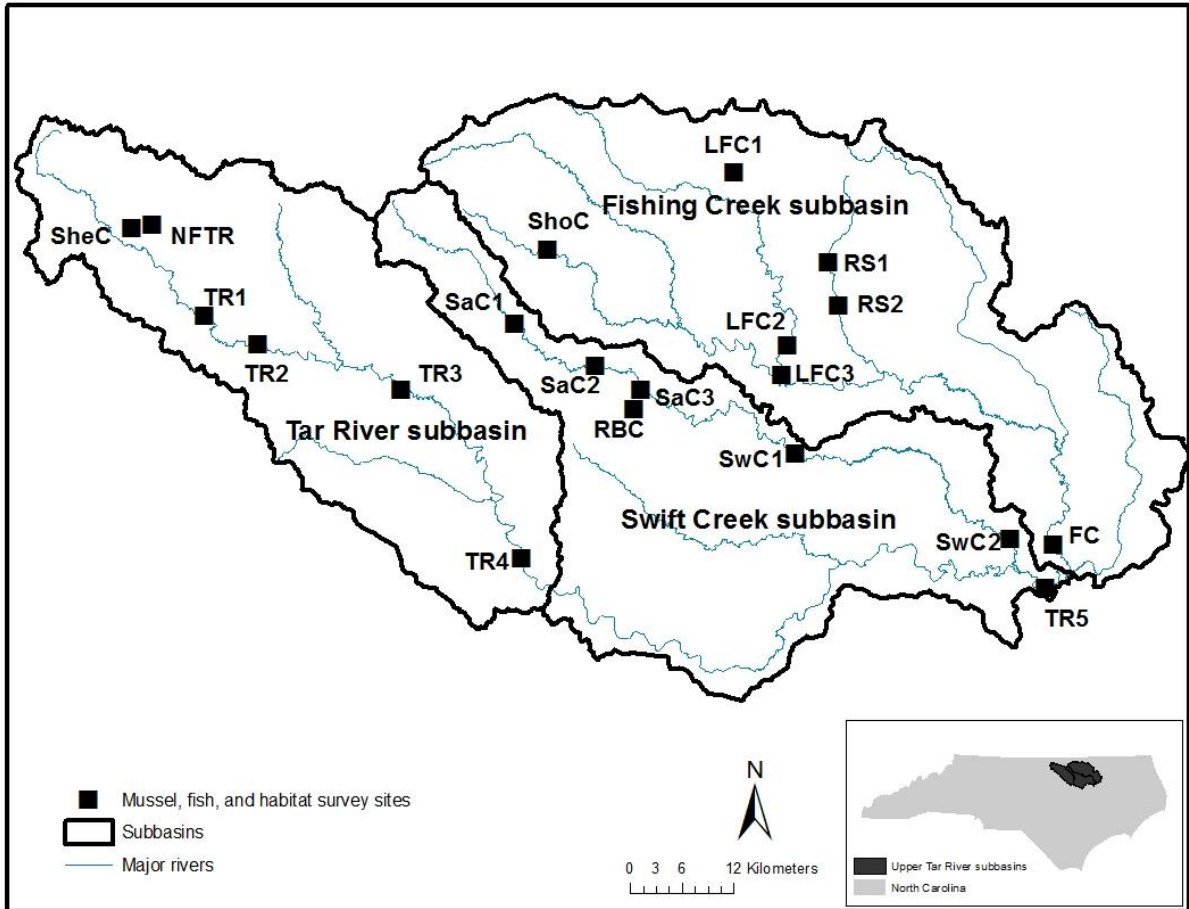 LFC1
Fishing Creek subbasin
ShoC
SheC
NFTR
RS1
TR1
SaC1
RS2
LFC2
TR2
TR3
SaC2
LFC3
SaC3
Tar River subbasin
RBC
SwC1
Swift Creek subbasin
SwC2
FC
TR4
TR5
N
Mussel, fish, and habitat survey sites
Subbasins
Major rivers
0 3 6 12 Kilometers
Upper Tar River subbasins
North Carolina